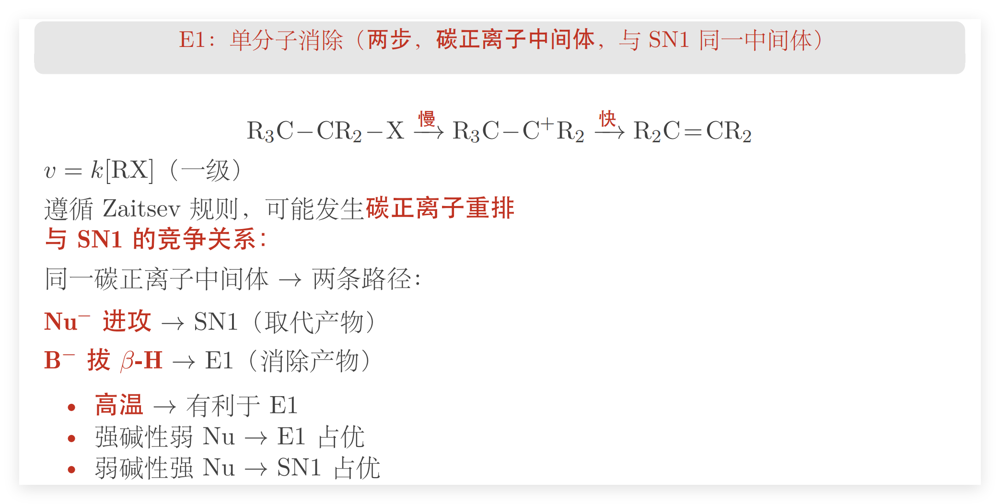 E1：单分子消除（两步，碳正离子中间体，与 SN1 同一中间体）
R₃C−CR₂−X —慢→ R₃C−C⁺R₂ —快→ R₂C=CR₂
v = k[RX]（一级）
遵循 Zaitsev 规则，可能发生碳正离子重排
与 SN1 的竞争关系：
同一碳正离子中间体 → 两条路径：
Nu⁻ 进攻 → SN1（取代产物）
B⁻ 拔 β-H → E1（消除产物）
• 高温 → 有利于 E1
• 强碱性弱 Nu → E1 占优
• 弱碱性强 Nu → SN1 占优